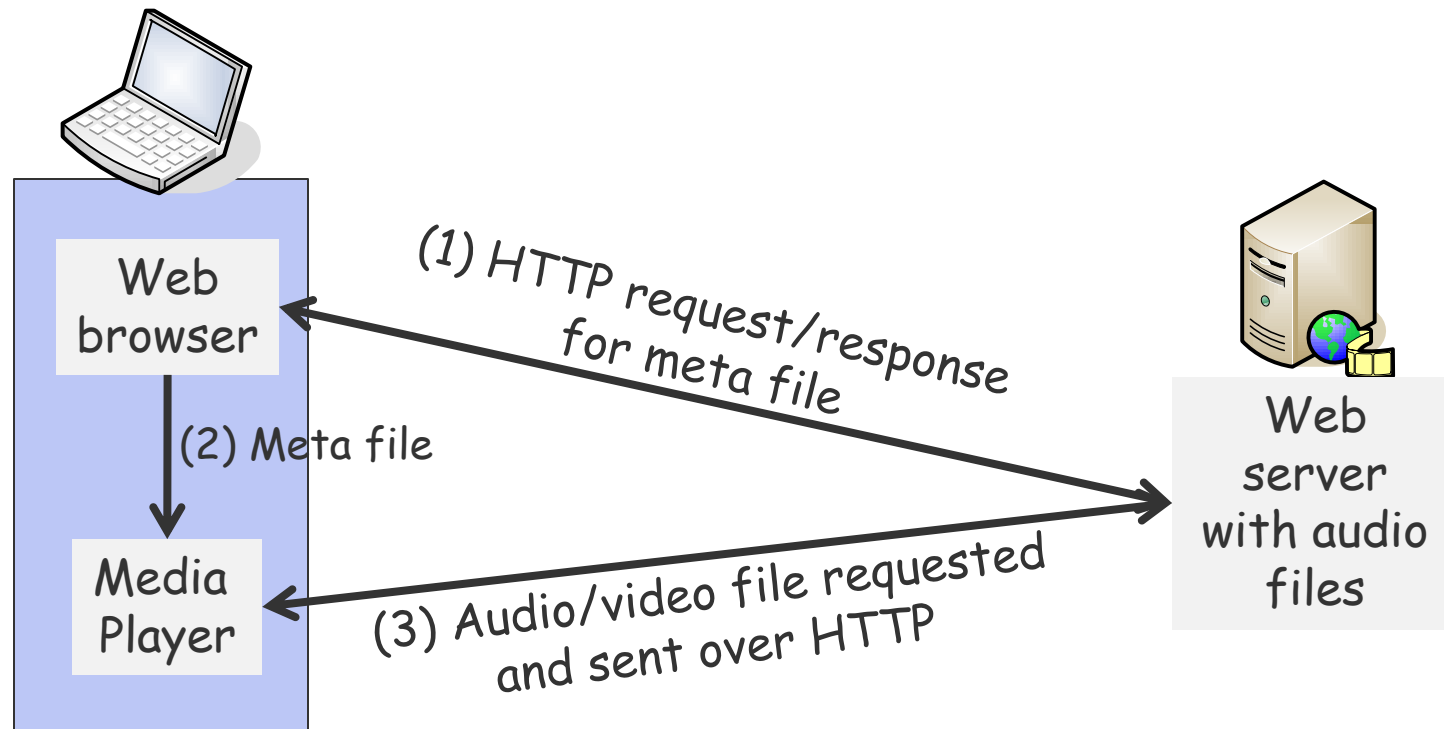 Web
browser
(1) HTTP request/response
for meta file
(2) Meta file
Media
Player
(3) Audio/video file requested
and sent over HTTP
Web
server
with audio
files